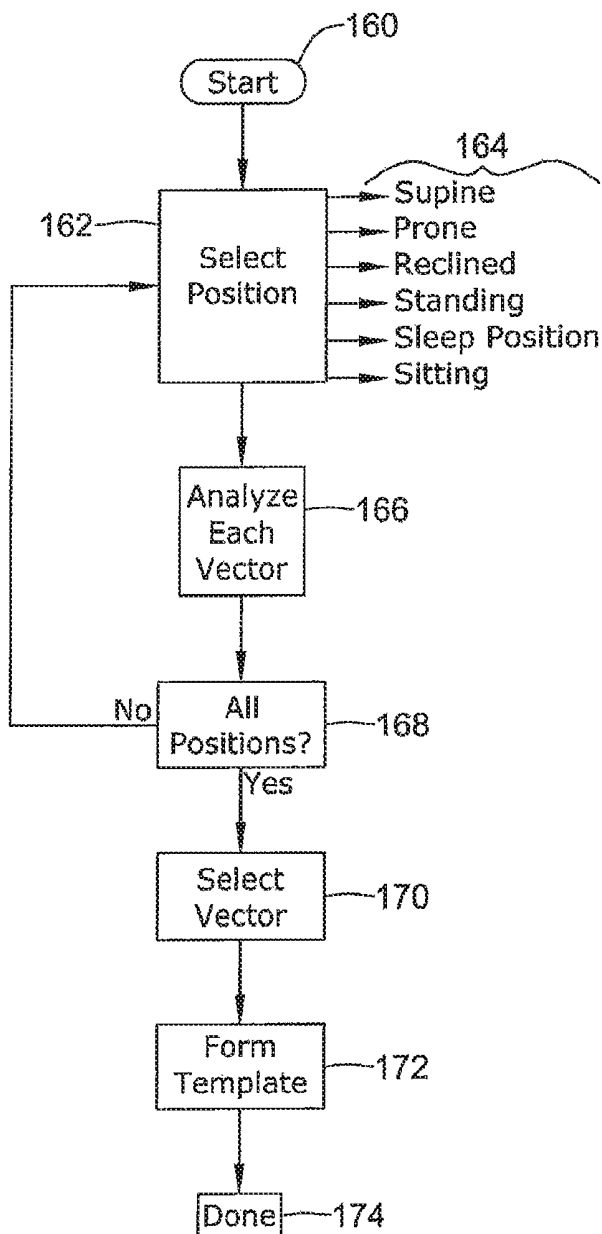 160
Start
164
162
Select
Position
Supine
Prone
Reclined
Standing
Sleep Position
Sitting
Analyze
Each
Vector
166
No
All
Positions?
168
Yes
Select
Vector
170
Form
Template
172
Done
174